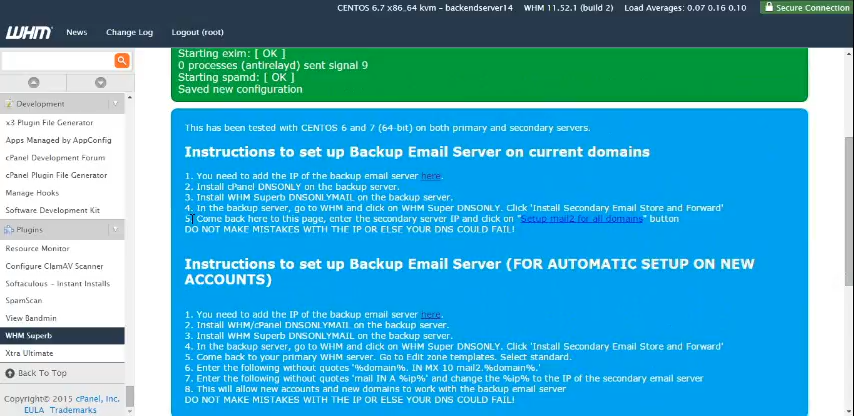 CENTOS 6.7 x86_64 kvm – backendserver14 WHM 11.52.1 (build 2) Load Averages: 0.07 0.16 0.10 Secure Connection
WHM News Change Log Logout (root)
Development
x3 Plugin File Generator
Apps Managed by AppConfig
cPanel Development Forum
cPanel Plugin File Generator
Manage Hooks
Software Development Kit
Plugins
Resource Monitor
Configure ClamAV Scanner
Softaculous - Instant Installs
SpamScan
View Bandmin
WHM Superb
Xtra Ultimate
Back To Top
Copyright© 2015 cPanel, Inc.
EULA Trademarks
Starting exim: [ OK ]
0 processes (antirelayd) sent signal 9
Starting spamd: [ OK ]
Saved new configuration
This has been tested with CENTOS 6 and 7 (64-bit) on both primary and secondary servers.
Instructions to set up Backup Email Server on current domains
1. You need to add the IP of the backup email server here.
2. Install cPanel DNSONLY on the backup server.
3. Install WHM Superb DNSONLYMAIL on the backup server.
4. In the backup server, go to WHM and click on WHM Super DNSONLY. Click 'Install Secondary Email Store and Forward'
5. Come back here to this page, enter the secondary server IP and click on "Setup mail2 for all domains" button
DO NOT MAKE MISTAKES WITH THE IP OR ELSE YOUR DNS COULD FAIL!
Instructions to set up Backup Email Server (FOR AUTOMATIC SETUP ON NEW
ACCOUNTS)
1. You need to add the IP of the backup email server here.
2. Install WHM/cPanel DNSONLYMAIL on the backup server.
3. Install WHM Superb DNSONLYMAIL on the backup server.
4. In the backup server, go to WHM and click on WHM Super DNSONLY. Click 'Install Secondary Email Store and Forward'
5. Come back to your primary WHM server. Go to Edit zone templates. Select standard.
6. Enter the following without quotes '%domain%. IN MX 10 mail2.%domain%.'
7. Enter the following without quotes 'mail IN A %ip%' and change the %ip% to the IP of the secondary email server
8. This will allow new accounts and new domains to work with the backup email server
DO NOT MAKE MISTAKES WITH THE IP OR ELSE YOUR DNS COULD FAIL!